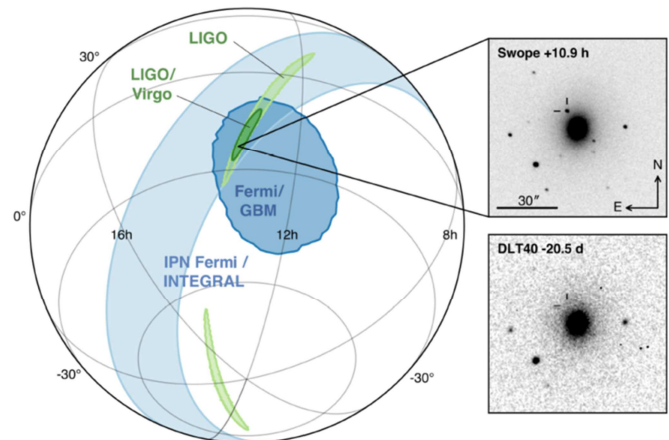 LIGO
Swope +10.9 h
30°
LIGO/
Virgo
N
Fermi/
GBM
30"
E
0°
16h
12h
8h
DLT40 -20.5 d
IPN Fermi /
INTEGRAL
-30°
-30°